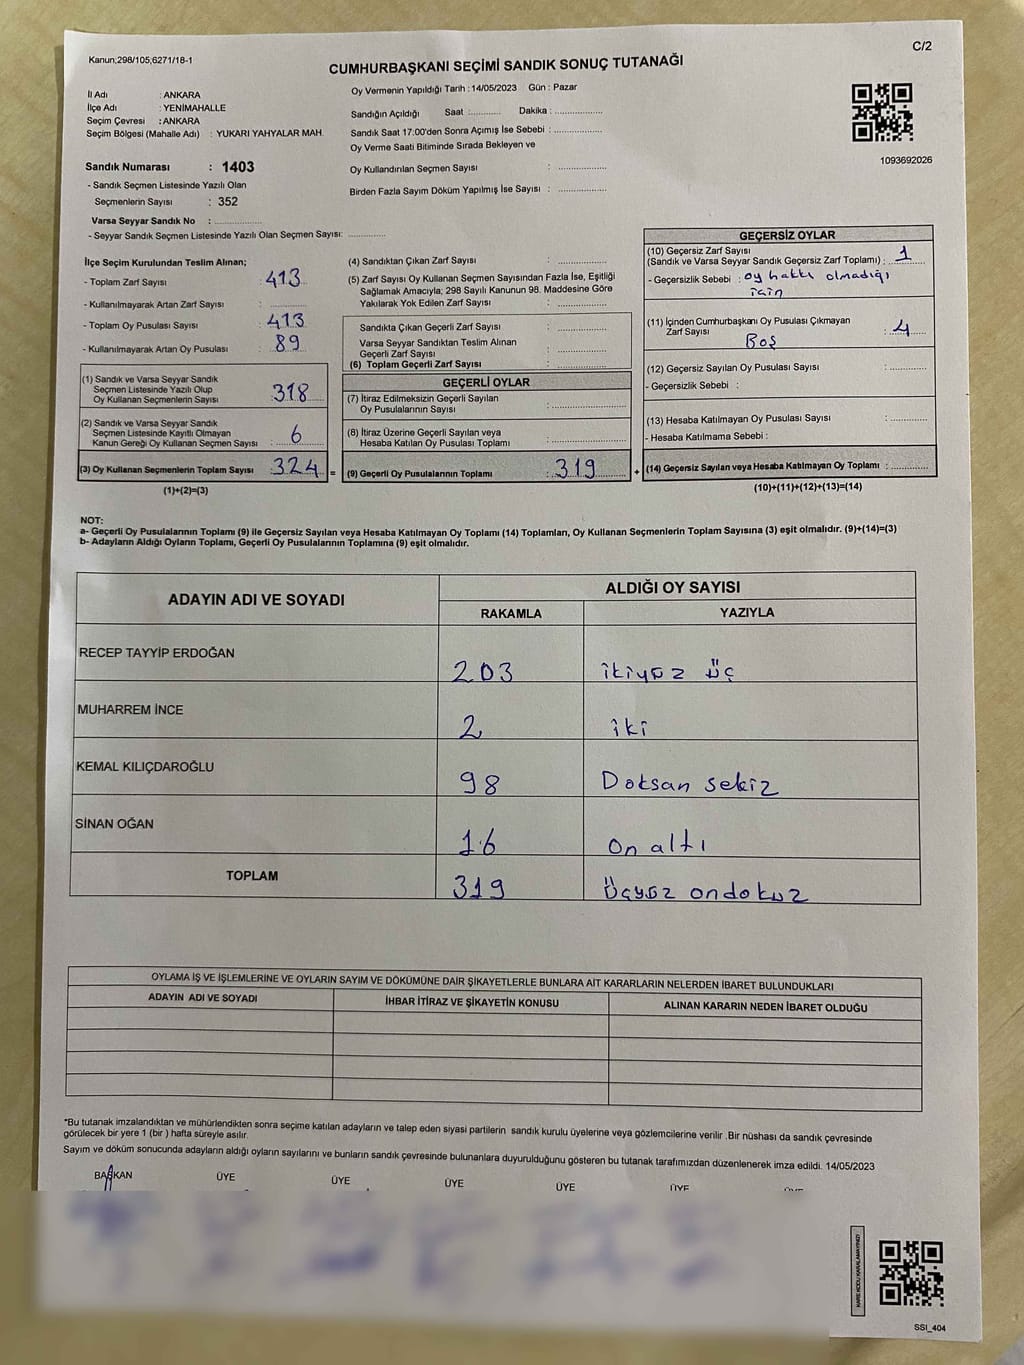 Kanun;298/105,6271/18-1
C/2
CUMHURBAŞKANI SEÇİMİ SANDIK SONUÇ TUTANAĞI
İl Adı : ANKARA
İlçe Adı : YENİMAHALLE
Seçim Çevresi : ANKARA
Seçim Bölgesi (Mahalle Adı) : YUKARI YAHYALAR MAH.
Sandık Numarası : 1403
- Sandık Seçmen Listesinde Yazılı Olan
Seçmenlerin Sayısı : 352
Varsa Seyyar Sandık No : ................
- Seyyar Sandık Seçmen Listesinde Yazılı Olan Seçmen Sayısı: ............
Oy Vermenin Yapıldığı Tarih : 14/05/2023 Gün : Pazar
Sandığın Açıldığı Saat :.......... Dakika : ................
Sandık Saat 17:00'den Sonra Açımış İse Sebebi : ................
Oy Verme Saati Bitiminde Sırada Bekleyen ve
Oy Kullandırılan Seçmen Sayısı : ................
Birden Fazla Sayım Döküm Yapılmış İse Sayısı : ................
1093692026
İlçe Seçim Kurulundan Teslim Alınan;
- Toplam Zarf Sayısı : 413
- Kullanılmayarak Artan Zarf Sayısı : ............
- Toplam Oy Pusulası Sayısı : 413
- Kullanılmayarak Artan Oy Pusulası : 89
(1) Sandık ve Varsa Seyyar Sandık
Seçmen Listesinde Yazılı Olup
Oy Kullanan Seçmenlerin Sayısı : 318
(2) Sandık ve Varsa Seyyar Sandık
Seçmen Listesinde Kayıtlı Olmayan
Kanun Gereği Oy Kullanan Seçmen Sayısı : 6
(3) Oy Kullanan Seçmenlerin Toplam Sayısı : 324 =
(1)+(2)=(3)
(4) Sandıktan Çıkan Zarf Sayısı : ................
(5) Zarf Sayısı Oy Kullanan Seçmen Sayısından Fazla İse, Eşitliği
Sağlamak Amacıyla; 298 Sayılı Kanunun 98. Maddesine Göre
Yakılarak Yok Edilen Zarf Sayısı : ................
Sandıkta Çıkan Geçerli Zarf Sayısı : ................
Varsa Seyyar Sandıktan Teslim Alınan
Geçerli Zarf Sayısı : ................
(6) Toplam Geçerli Zarf Sayısı : ................
GEÇERLİ OYLAR
(7) İtiraz Edilmeksizin Geçerli Sayılan
Oy Pusulalarının Sayısı : ................
(8) İtiraz Üzerine Geçerli Sayılan veya
Hesaba Katılan Oy Pusulası Toplamı : ................
(9) Geçerli Oy Pusulalarının Toplamı : 319 +
GEÇERSİZ OYLAR
(10) Geçersiz Zarf Sayısı
(Sandık ve Varsa Seyyar Sandık Geçersiz Zarf Toplamı) : 1
- Geçersizlik Sebebi : oy hakkı olmadığı
için
(11) İçinden Cumhurbaşkanı Oy Pusulası Çıkmayan
Zarf Sayısı : 4
Boş
(12) Geçersiz Sayılan Oy Pusulası Sayısı : ............
- Geçersizlik Sebebi :
(13) Hesaba Katılmayan Oy Pusulası Sayısı : ............
- Hesaba Katılmama Sebebi :
(14) Geçersiz Sayılan veya Hesaba Katılmayan Oy Toplamı : ............
(10)+(11)+(12)+(13)=(14)
NOT:
a- Geçerli Oy Pusulalarının Toplamı (9) ile Geçersiz Sayılan veya Hesaba Katılmayan Oy Toplamı (14) Toplamları, Oy Kullanan Seçmenlerin Toplam Sayısına (3) eşit olmalıdır. (9)+(14)=(3)
b- Adayların Aldığı Oyların Toplamı, Geçerli Oy Pusulalarının Toplamına (9) eşit olmalıdır.
ADAYIN ADI VE SOYADI
ALDIĞI OY SAYISI
RAKAMLA YAZIYLA
RECEP TAYYİP ERDOĞAN 203 ikiyüz üç
MUHARREM İNCE 2 iki
KEMAL KILIÇDAROĞLU 98 Doksan sekiz
SİNAN OĞAN 16 on altı
TOPLAM 319 Üçyüz ondokuz
OYLAMA İŞ VE İŞLEMLERİNE VE OYLARIN SAYIM VE DÖKÜMÜNE DAİR ŞİKAYETLERLE BUNLARA AİT KARARLARIN NELERDEN İBARET BULUNDUKLARI
ADAYIN ADI VE SOYADI İHBAR İTİRAZ VE ŞİKAYETİN KONUSU ALINAN KARARIN NEDEN İBARET OLDUĞU
*Bu tutanak imzalandıktan ve mühürlendikten sonra seçime katılan adayların ve talep eden siyasi partilerin sandık kurulu üyelerine veya gözlemcilerine verilir .Bir nüshası da sandık çevresinde
görülecek bir yere 1 (bir ) hafta süreyle asılır.
Sayım ve döküm sonucunda adayların aldığı oyların sayılarını ve bunların sandık çevresinde bulunanlara duyurulduğunu gösteren bu tutanak tarafımızdan düzenlenerek imza edildi. 14/05/2023
BAŞKAN ÜYE ÜYE ÜYE ÜYE ÜYE
KARE KODU KARALAMAYINIZ!
SSI_404